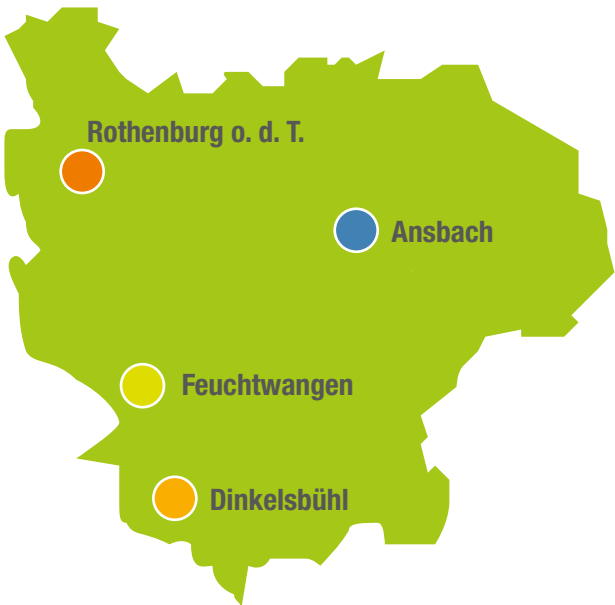 Rothenburg o. d. T.
Ansbach
Feuchtwangen
Dinkelsbühl